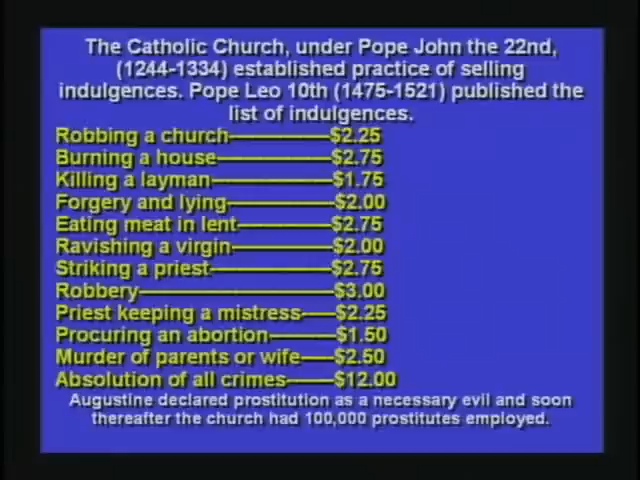 The Catholic Church, under Pope John the 22nd,
(1244-1334) established practice of selling
indulgences. Pope Leo 10th (1475-1521) published the
list of indulgences.
Robbing a church—————$2.25
Burning a house—————$2.75
Killing a layman—————$1.75
Forgery and lying—————$2.00
Eating meat in lent————$2.75
Ravishing a virgin————$2.00
Striking a priest—————$2.75
Robbery————————$3.00
Priest keeping a mistress——$2.25
Procuring an abortion———$1.50
Murder of parents or wife——$2.50
Absolution of all crimes——$12.00
Augustine declared prostitution as a necessary evil and soon
thereafter the church had 100,000 prostitutes employed.